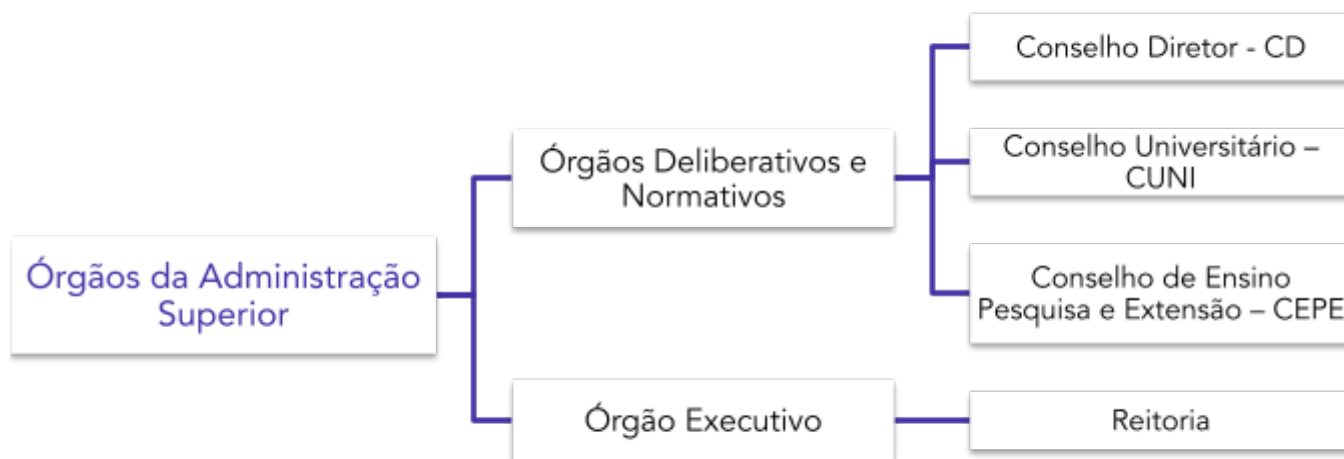 Órgãos da Administração
Superior
Órgãos Deliberativos e
Normativos
Conselho Diretor - CD
Conselho Universitário –
CUNI
Conselho de Ensino
Pesquisa e Extensão – CEPE
Órgão Executivo
Reitoria